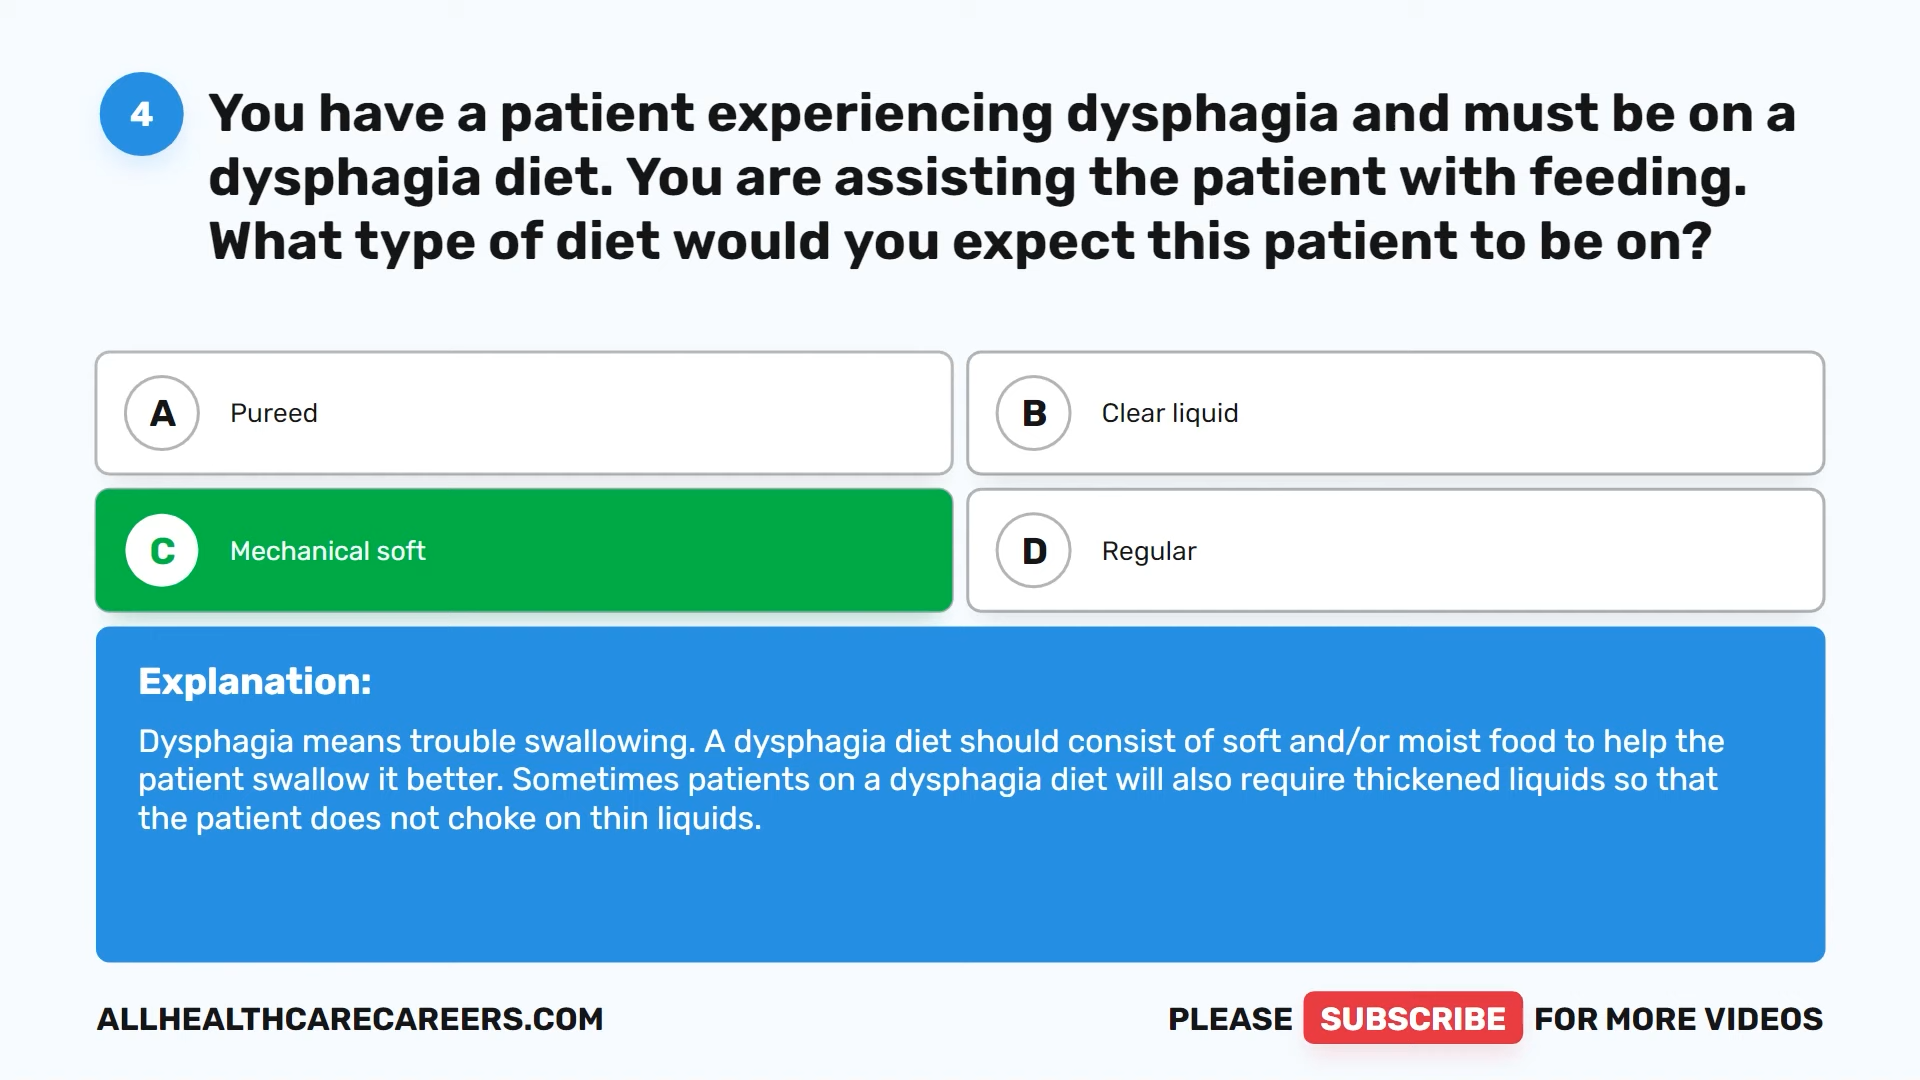 4
You have a patient experiencing dysphagia and must be on a
dysphagia diet. You are assisting the patient with feeding.
What type of diet would you expect this patient to be on?
A Pureed
B Clear liquid
C Mechanical soft
D Regular
Explanation:
Dysphagia means trouble swallowing. A dysphagia diet should consist of soft and/or moist food to help the
patient swallow it better. Sometimes patients on a dysphagia diet will also require thickened liquids so that
the patient does not choke on thin liquids.
ALLHEALTHCARECAREERS.COM
PLEASE SUBSCRIBE FOR MORE VIDEOS